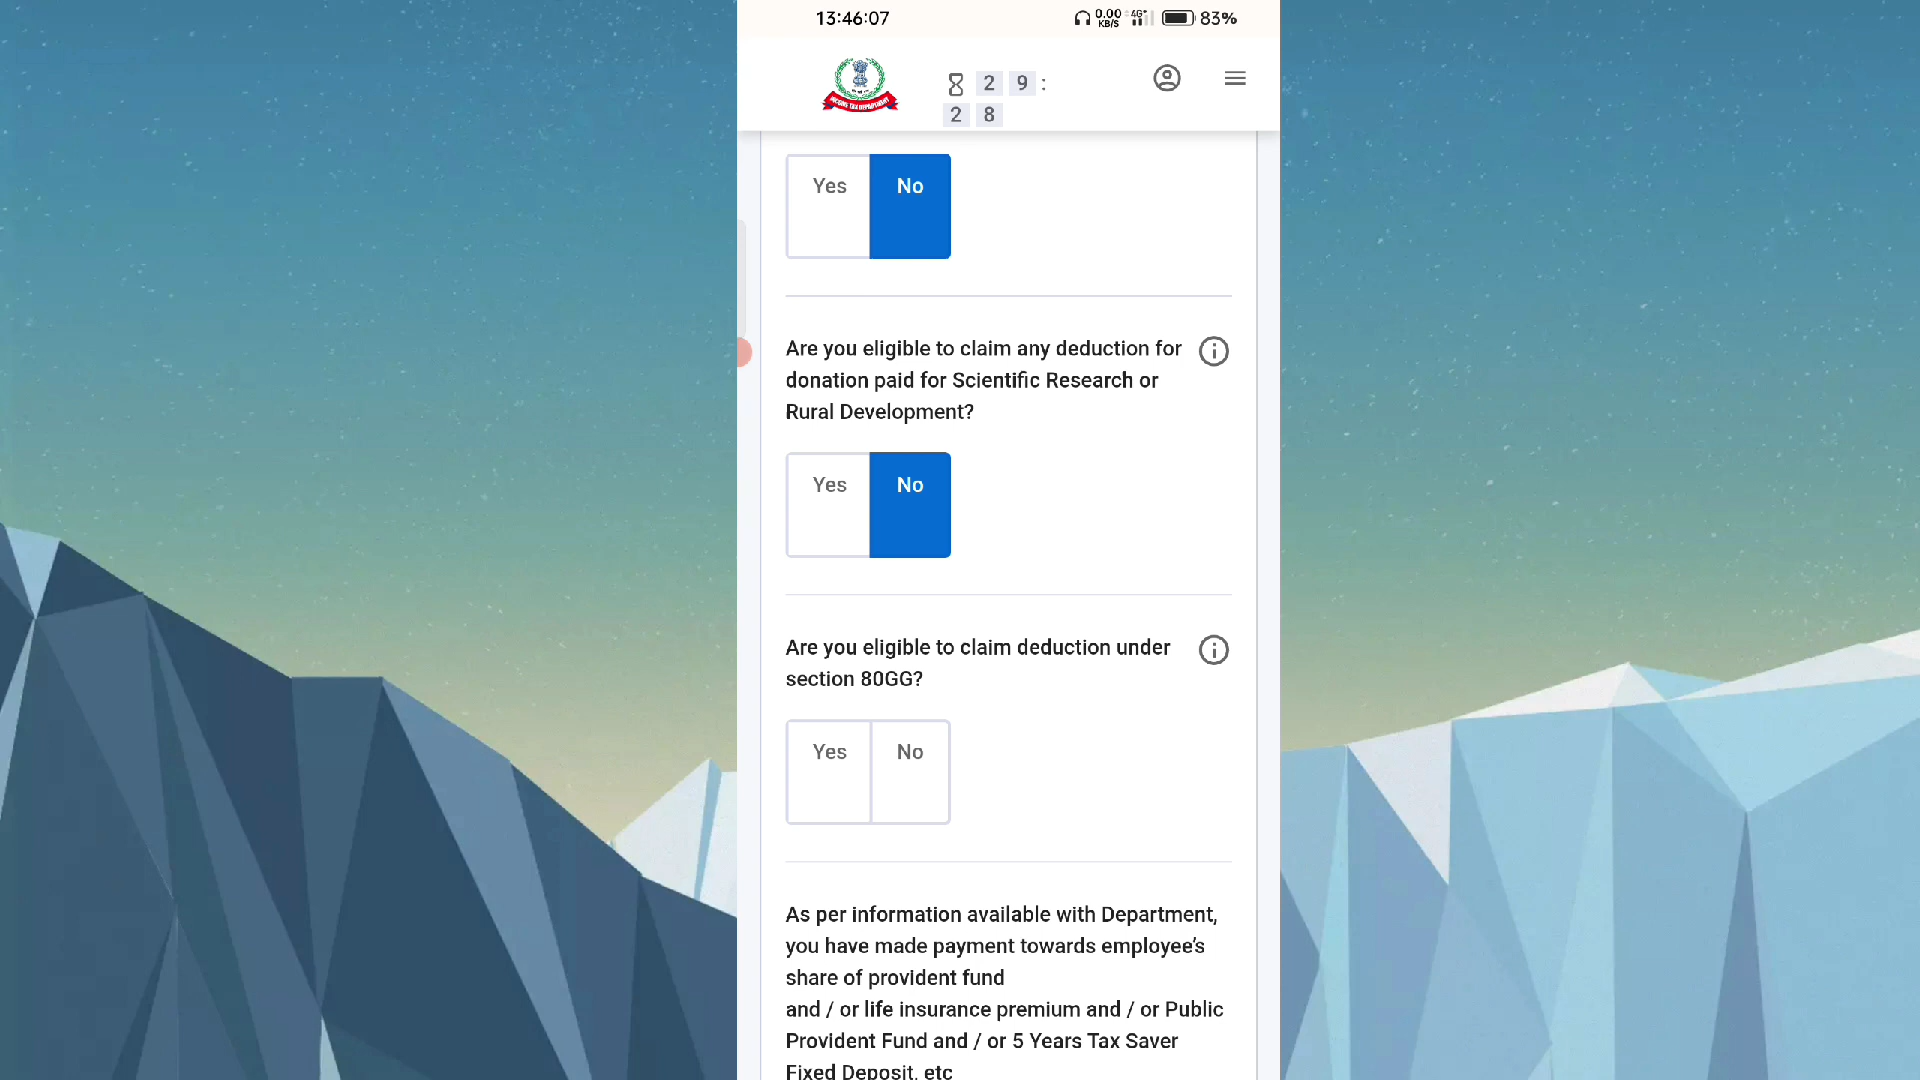 13:46:07
0.00 KB/S 4G+ 83%
INCOME TAX DEPARTMENT
2 9 :
2 8
Yes No
Are you eligible to claim any deduction for
donation paid for Scientific Research or
Rural Development?
Yes No
Are you eligible to claim deduction under
section 80GG?
Yes No
As per information available with Department,
you have made payment towards employee's
share of provident fund
and / or life insurance premium and / or Public
Provident Fund and / or 5 Years Tax Saver
Fixed Deposit, etc